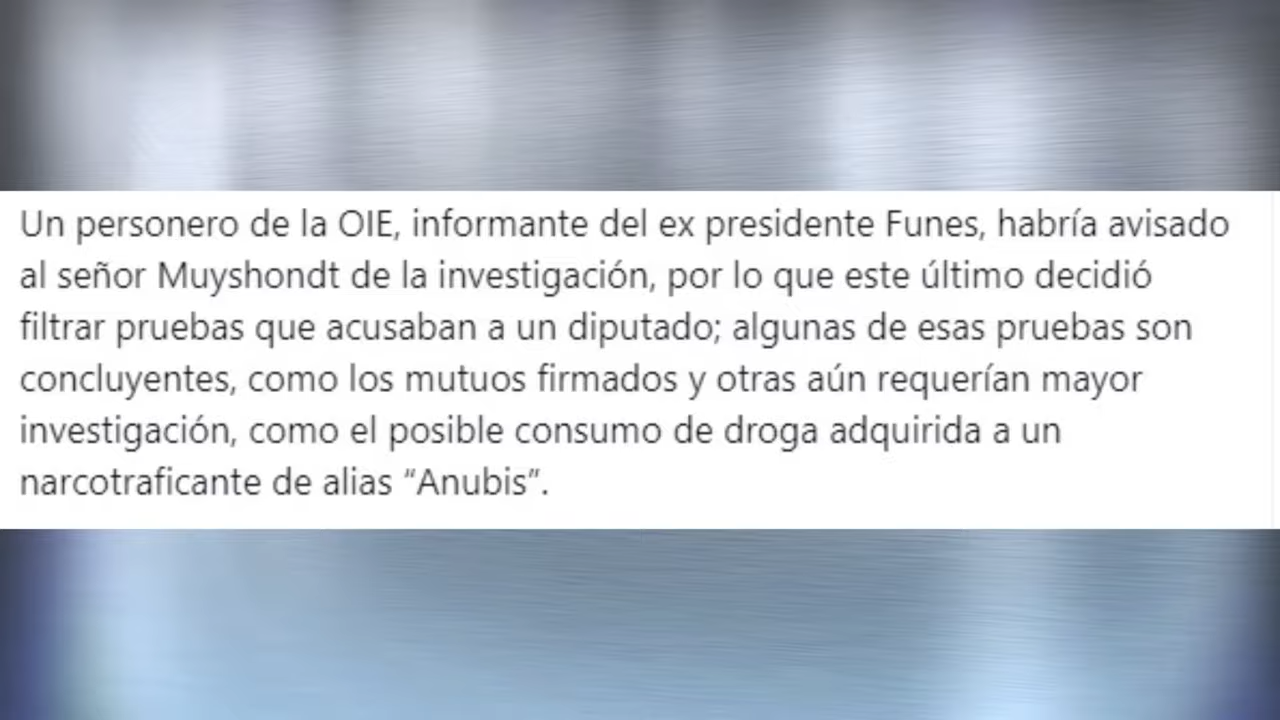 Un personero de la OIE, informante del ex presidente Funes, habría avisado
al señor Muyshondt de la investigación, por lo que este último decidió
filtrar pruebas que acusaban a un diputado; algunas de esas pruebas son
concluyentes, como los mutuos firmados y otras aún requerían mayor
investigación, como el posible consumo de droga adquirida a un
narcotraficante de alias “Anubis”.